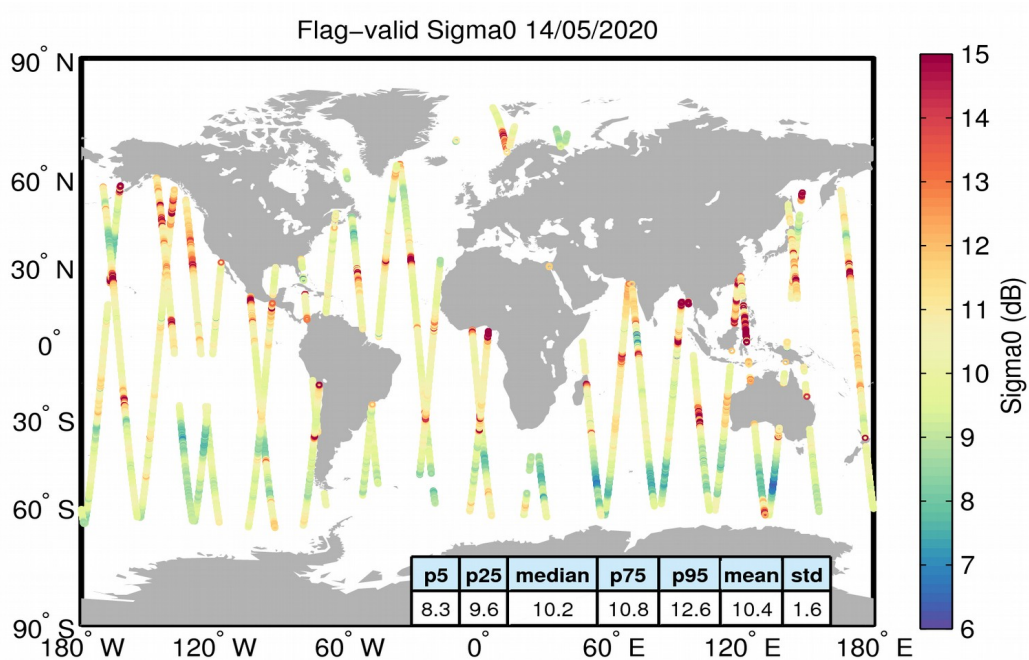 Flag−valid Sigma0 14/05/2020
90° N
60° N
30° N
0°
30° S
60° S
90° S
180° W
120° W
60° W
0°
60° E
120° E
180° E
15
14
13
12
11
10
9
8
7
6
Sigma0 (dB)
p5 p25 median p75 p95 mean std
8.3 9.6 10.2 10.8 12.6 10.4 1.6